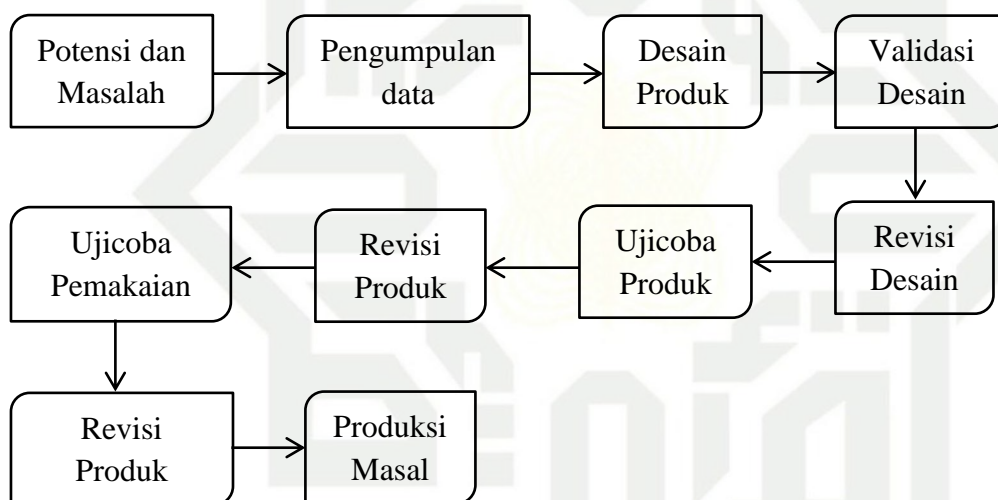 Potensi dan
Masalah
Pengumpulan
data
Desain
Produk
Validasi
Desain
Revisi
Desain
Ujicoba
Produk
Revisi
Produk
Ujicoba
Pemakaian
Revisi
Produk
Produksi
Masal